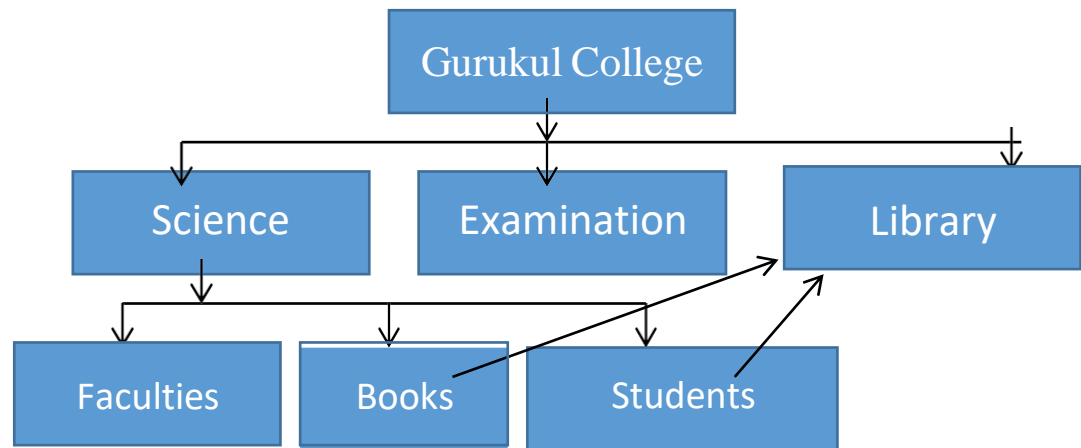 Gurukul College
Science
Examination
Library
Faculties
Books
Students